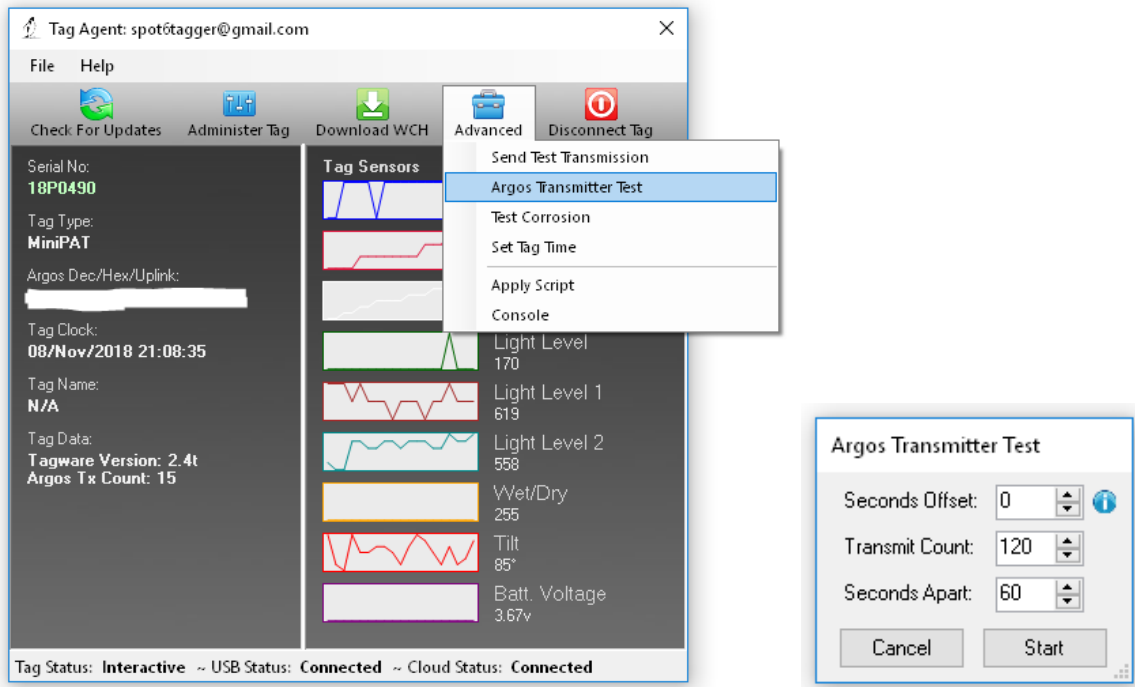 Tag Agent: spot6tagger@gmail.com
File Help
Check For Updates Administer Tag Download WCH Advanced Disconnect Tag
Serial No:
18P0490
Tag Type:
MiniPAT
Argos Dec/Hex/Uplink:
Tag Clock:
08/Nov/2018 21:08:35
Tag Name:
N/A
Tag Data:
Tagware Version: 2.4t
Argos Tx Count: 15
Tag Sensors
Send Test Transmission
Argos Transmitter Test
Test Corrosion
Set Tag Time
Apply Script
Console
Light Level
170
Light Level 1
619
Light Level 2
558
Wet/Dry
255
Tilt
85°
Batt. Voltage
3.67v
Tag Status: Interactive ~ USB Status: Connected ~ Cloud Status: Connected
Argos Transmitter Test
Seconds Offset: 0
Transmit Count: 120
Seconds Apart: 60
Cancel Start